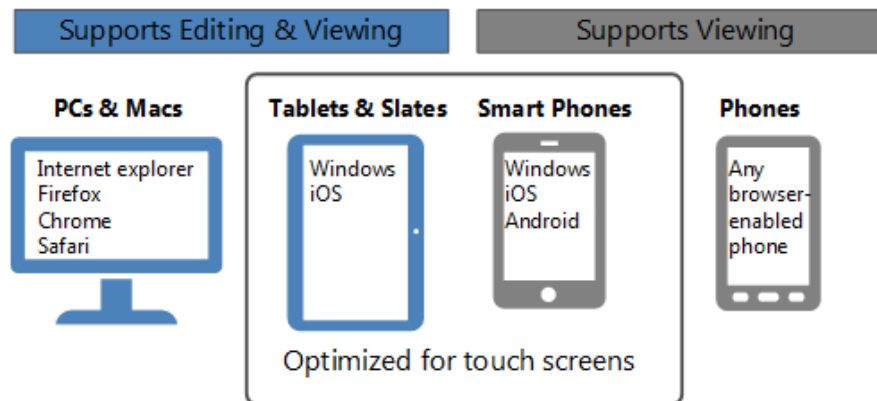 Supports Editing & Viewing
Supports Viewing
PCs & Macs
Internet explorer
Firefox
Chrome
Safari
Tablets & Slates
Windows
iOS
Smart Phones
Windows
iOS
Android
Phones
Any
browser-
enabled
phone
Optimized for touch screens